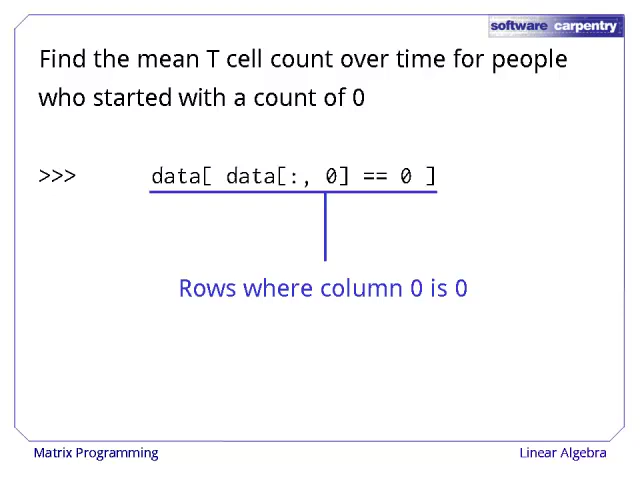 software carpentry
Find the mean T cell count over time for people
who started with a count of 0
>>> data[ data[:, 0] == 0 ]
Rows where column 0 is 0
Matrix Programming
Linear Algebra